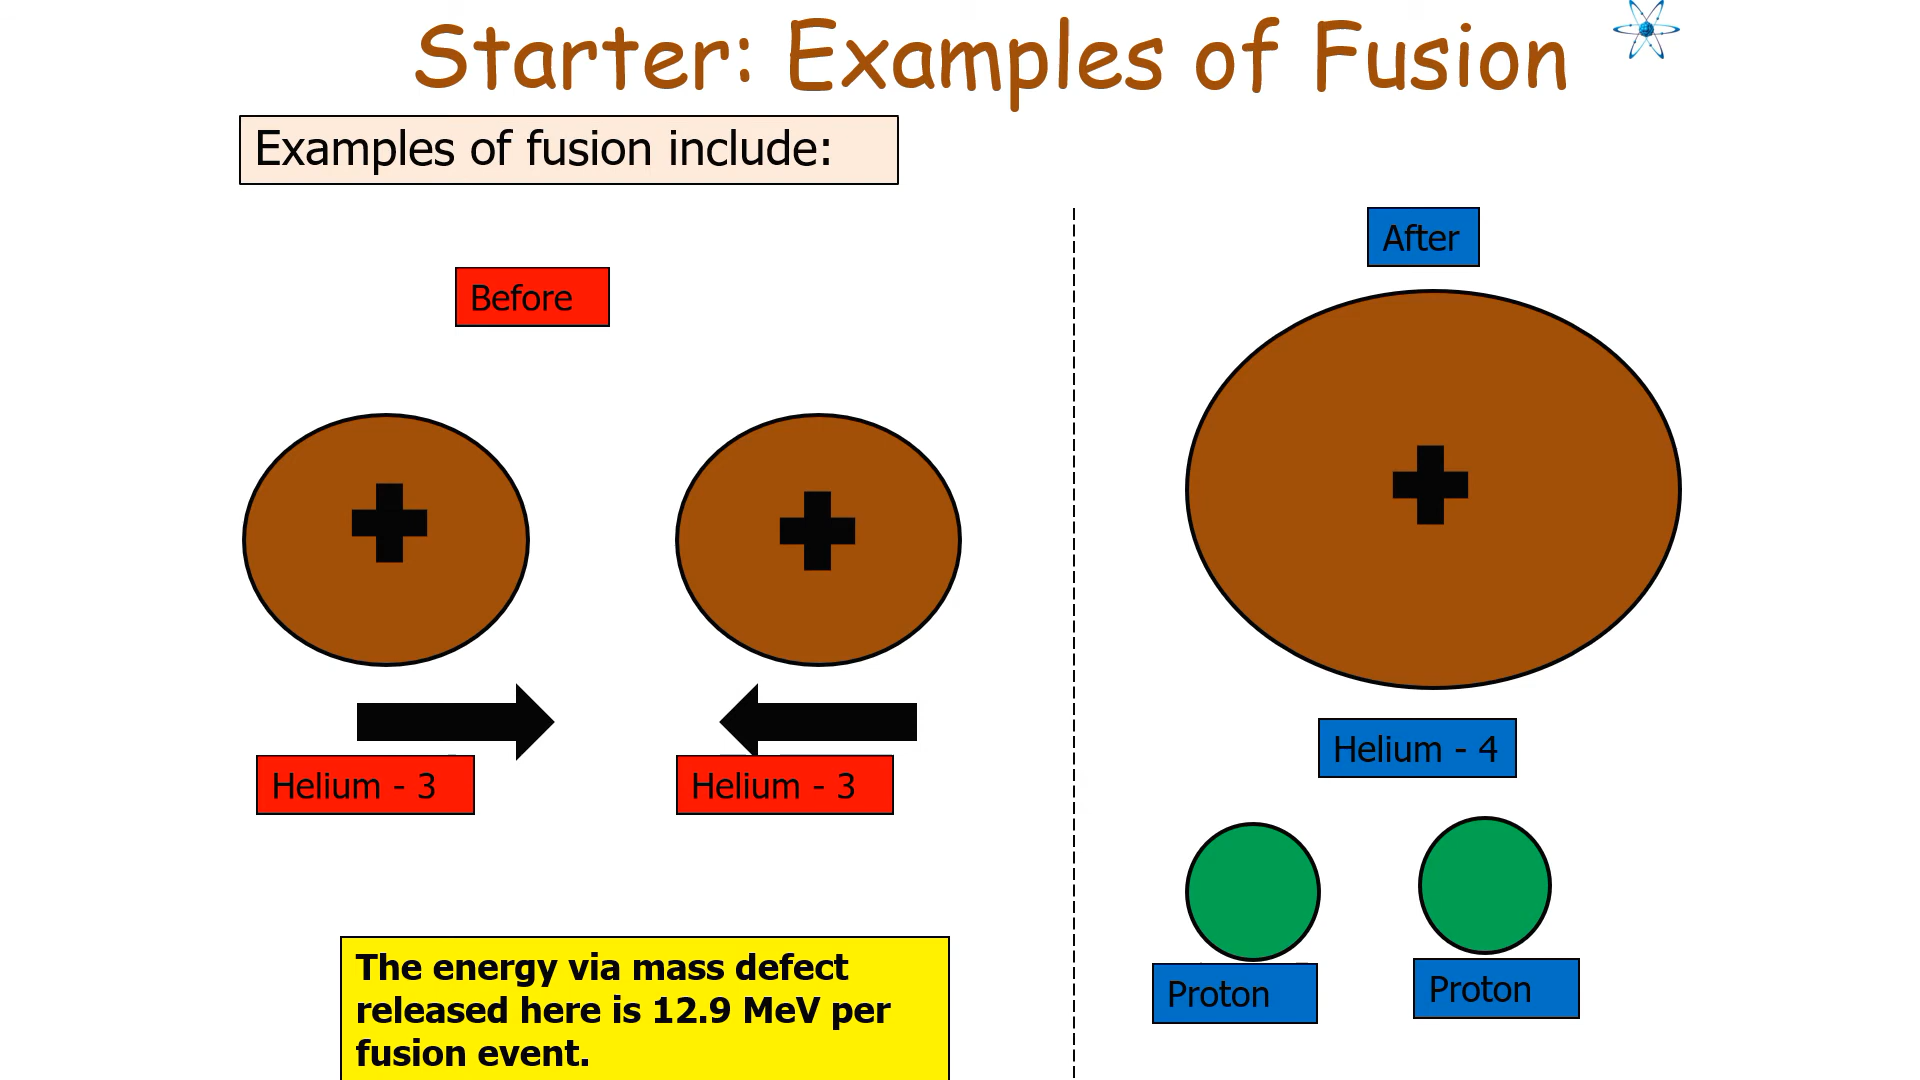 Starter: Examples of Fusion
Examples of fusion include:
Before
After
Helium - 3
Helium - 3
Helium - 4
Proton
Proton
The energy via mass defect
released here is 12.9 MeV per
fusion event.